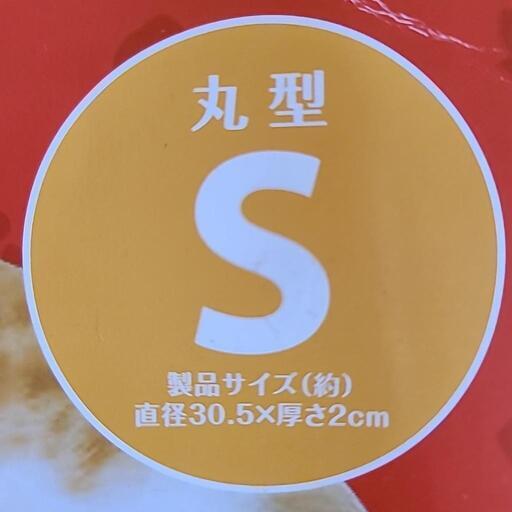 丸型
S
製品サイズ(約)
直径30.5×厚さ2cm